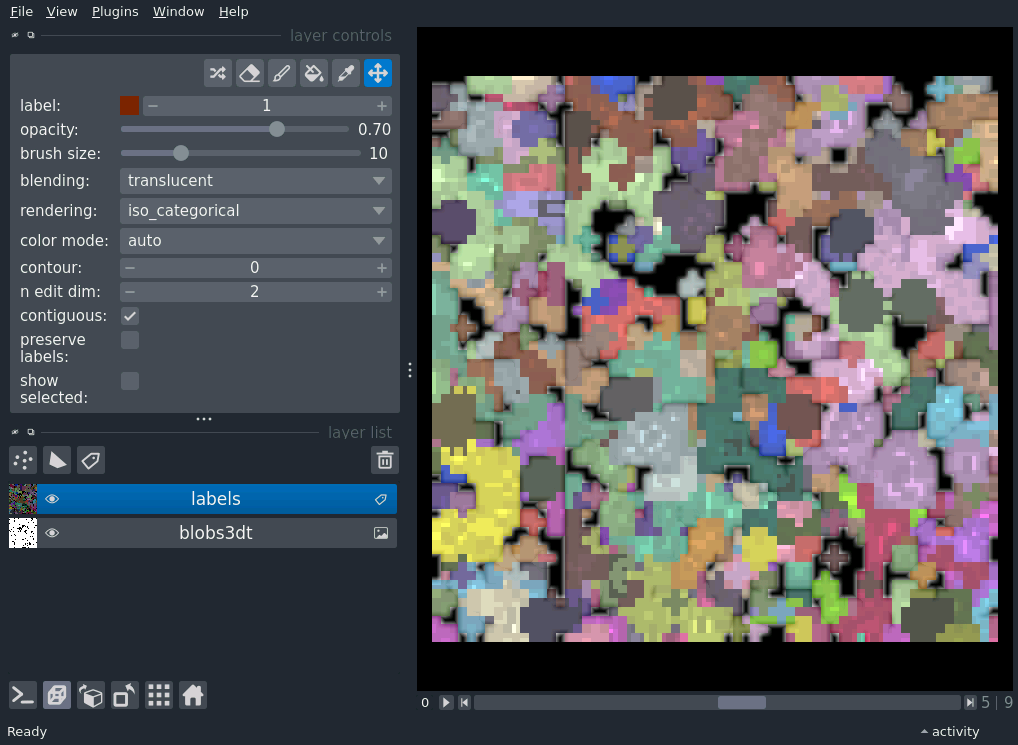 File View Plugins Window Help
layer controls
label: 1
opacity: 0.70
brush size: 10
blending: translucent
rendering: iso_categorical
color mode: auto
contour: 0
n edit dim: 2
contiguous:
preserve
labels:
show
selected:
layer list
labels
blobs3dt
0 5 | 9
Ready activity